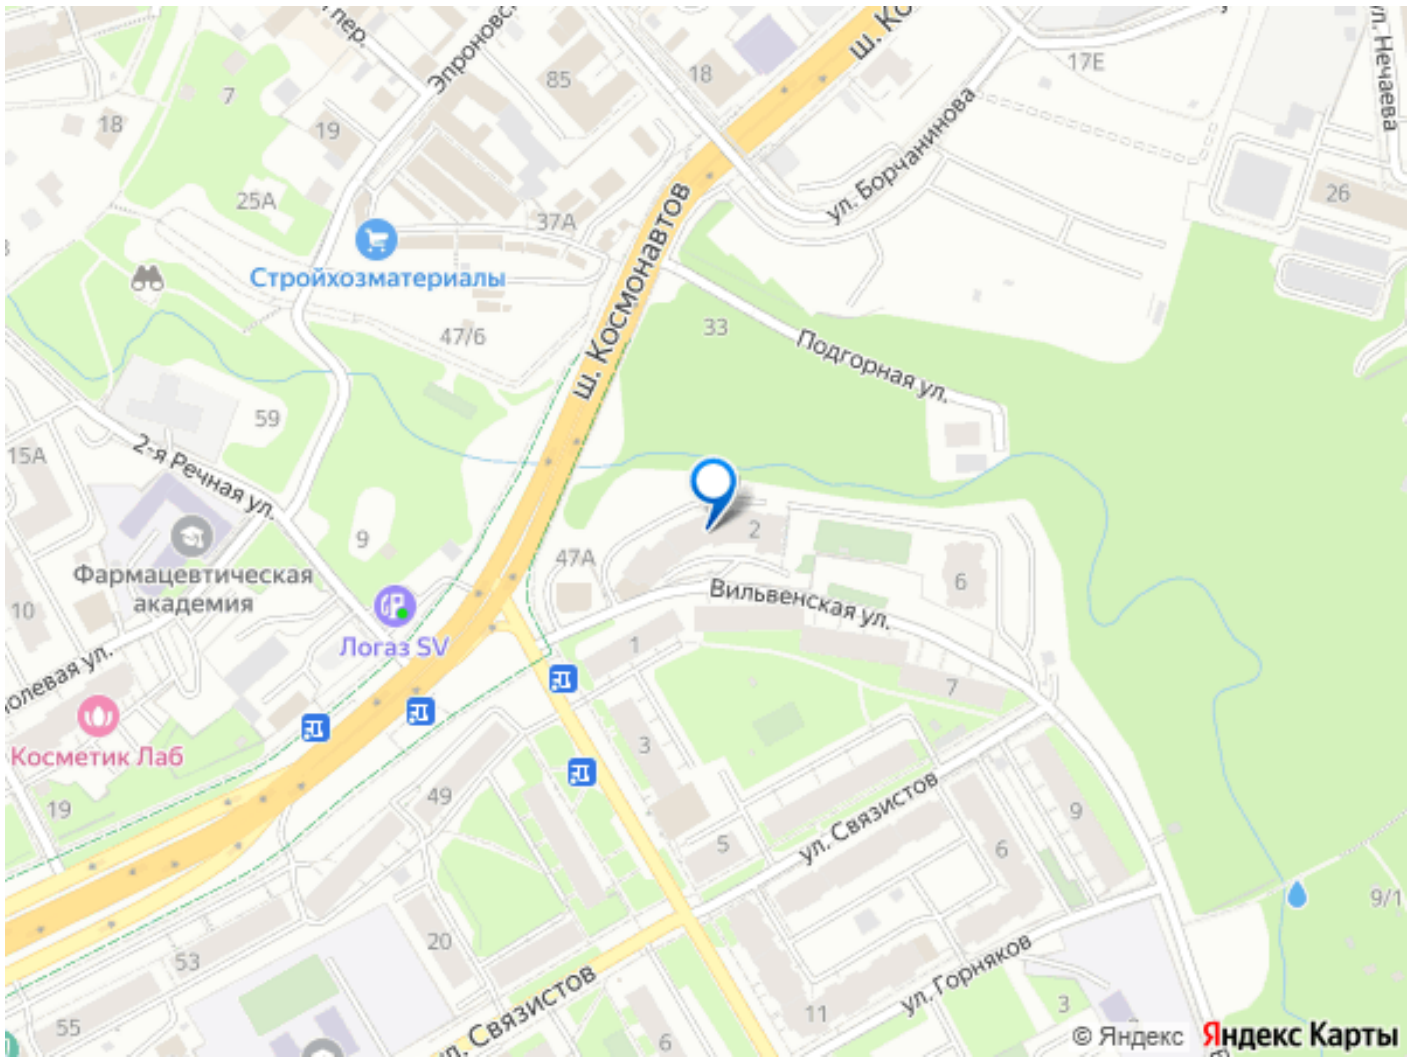 пер.
Эпроновск
ш. Ко
85
18
17Е
ул. Нечаева
7
18
19
ул. Борчанинова
25А
26
37А
Стройхозматериалы
ш. Космонавтов
47/6
33
Подгорная ул.
59
15А
2-я Речная ул.
9
2
47А
Фармацевтическая
академия
6
10
Вильвенская ул.
Логаз SV
1
олевая ул.
7
3
Косметик Лаб
49
19
ул. Связистов
9
5
6
9/1
20
53
ул. Горняков
ул. Связистов
11
3
55
6
© Яндекс
Яндекс Карты